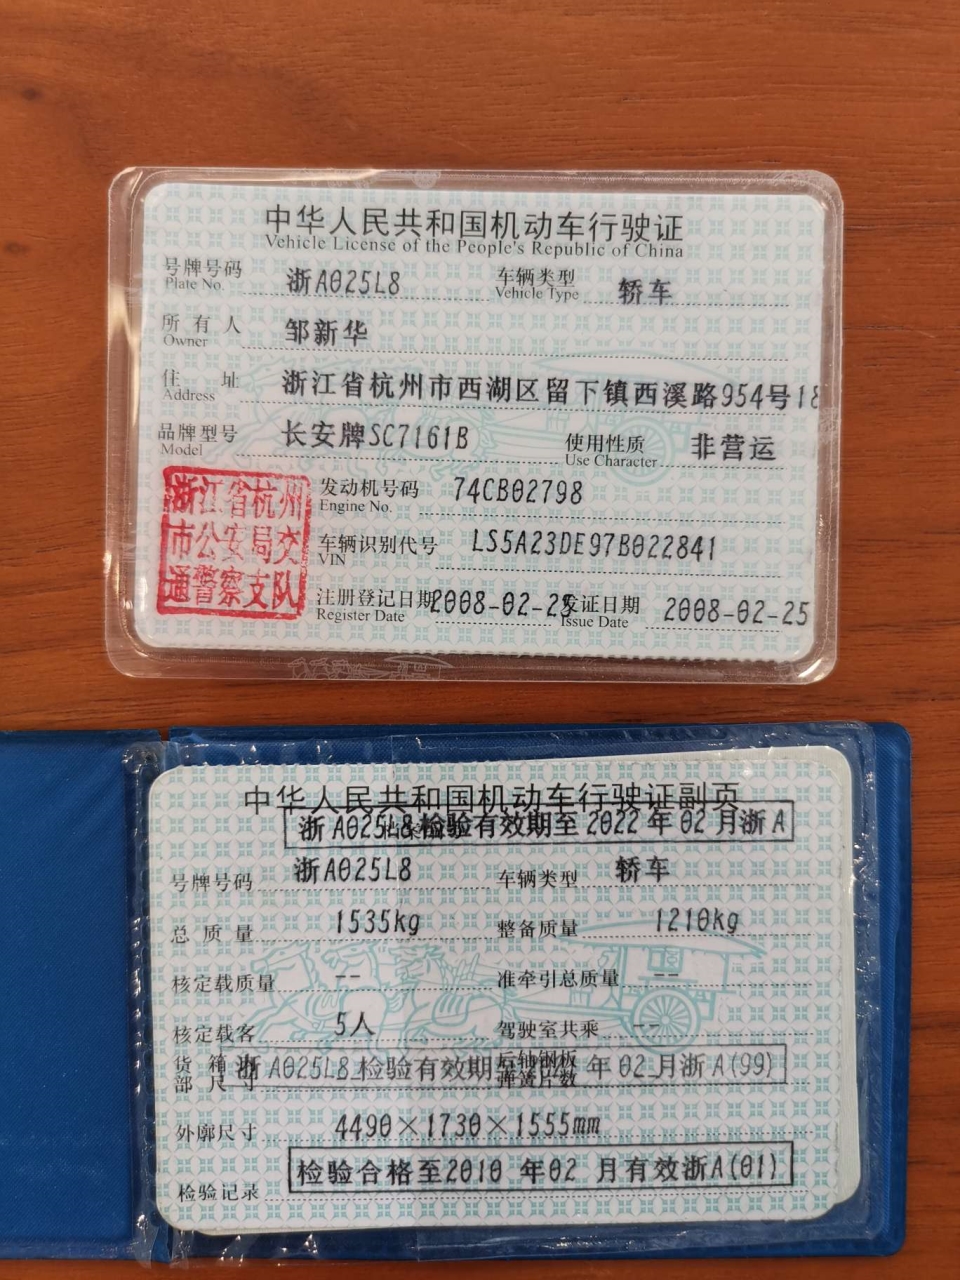 中华人民共和国机动车行驶证
Vehicle License of the People's Republic of China
号牌号码 浙A025L8 车辆类型 轿车
Plate No. Vehicle Type
所有人 邹新华
Owner
住址 浙江省杭州市西湖区留下镇西溪路954号18
Address
品牌型号 长安牌SC7161B 使用性质 非营运
Model Use Character
浙江省杭州
市公安局交
通警察支队
发动机号码 74CB02798
Engine No.
车辆识别代号 LS5A23DE97B022841
VIN
注册登记日期 2008-02-25 发证日期 2008-02-25
Register Date Issue Date
中华人民共和国机动车行驶证副页
浙A025L8 检验有效期至 2022 年 02 月浙A
号牌号码 浙A025L8 车辆类型 轿车
总质量 1535kg 整备质量 1210kg
核定载质量 -- 准牵引总质量 --
核定载客 5人 驾驶室共乘 --
货箱 后轴钢板
部尺寸 弹簧片数
浙A025L8 检验有效期至 年 02 月浙A(99)
外廓尺寸 4490×1730×1555mm
检验合格至2010 年02 月有效浙A(01)
检验记录